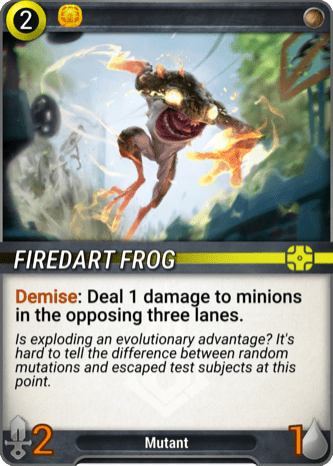 2
FIREDART FROG
Demise: Deal 1 damage to minions
in the opposing three lanes.
Is exploding an evolutionary advantage? It's
hard to tell the difference between random
mutations and escaped test subjects at this
point.
2
Mutant
1